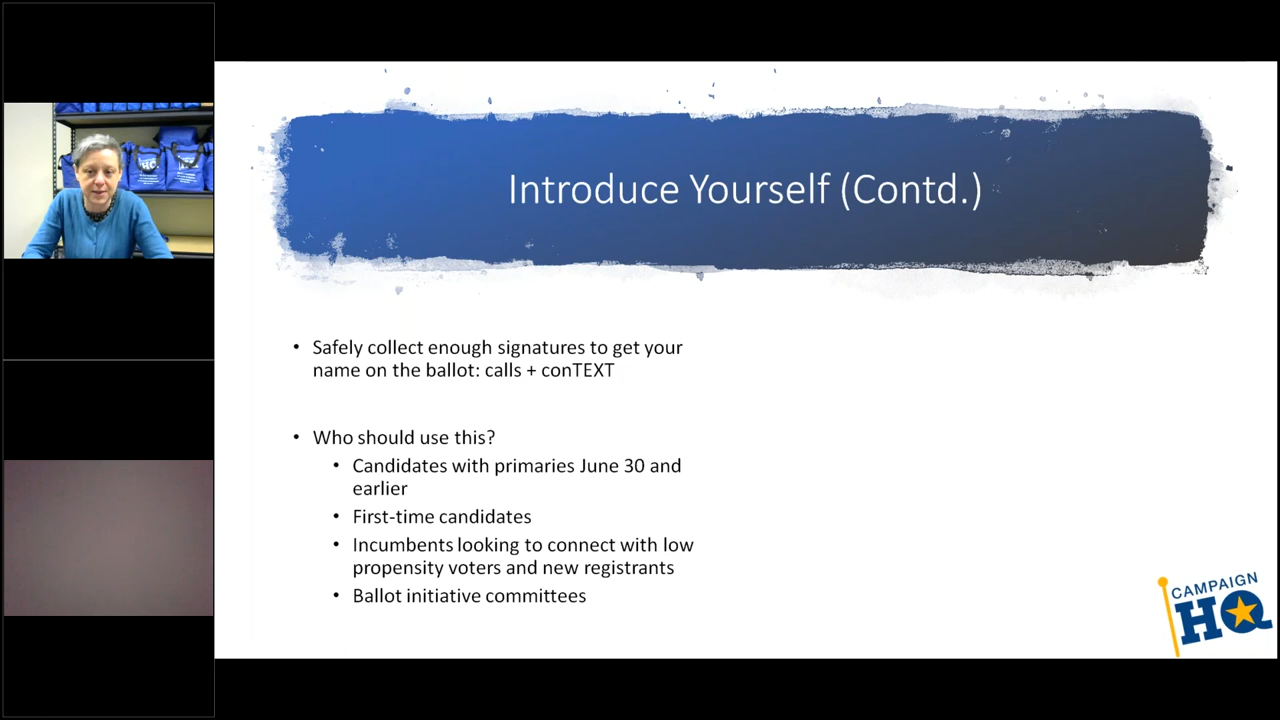 Introduce Yourself (Contd.)
• Safely collect enough signatures to get your
name on the ballot: calls + conTEXT
• Who should use this?
• Candidates with primaries June 30 and
earlier
• First-time candidates
• Incumbents looking to connect with low
propensity voters and new registrants
• Ballot initiative committees
CAMPAIGN
HQ
HQ